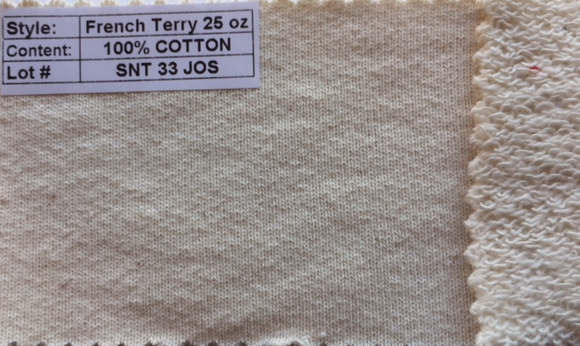 Style: French Terry 25 oz
Content: 100% COTTON
Lot # SNT 33 JOS